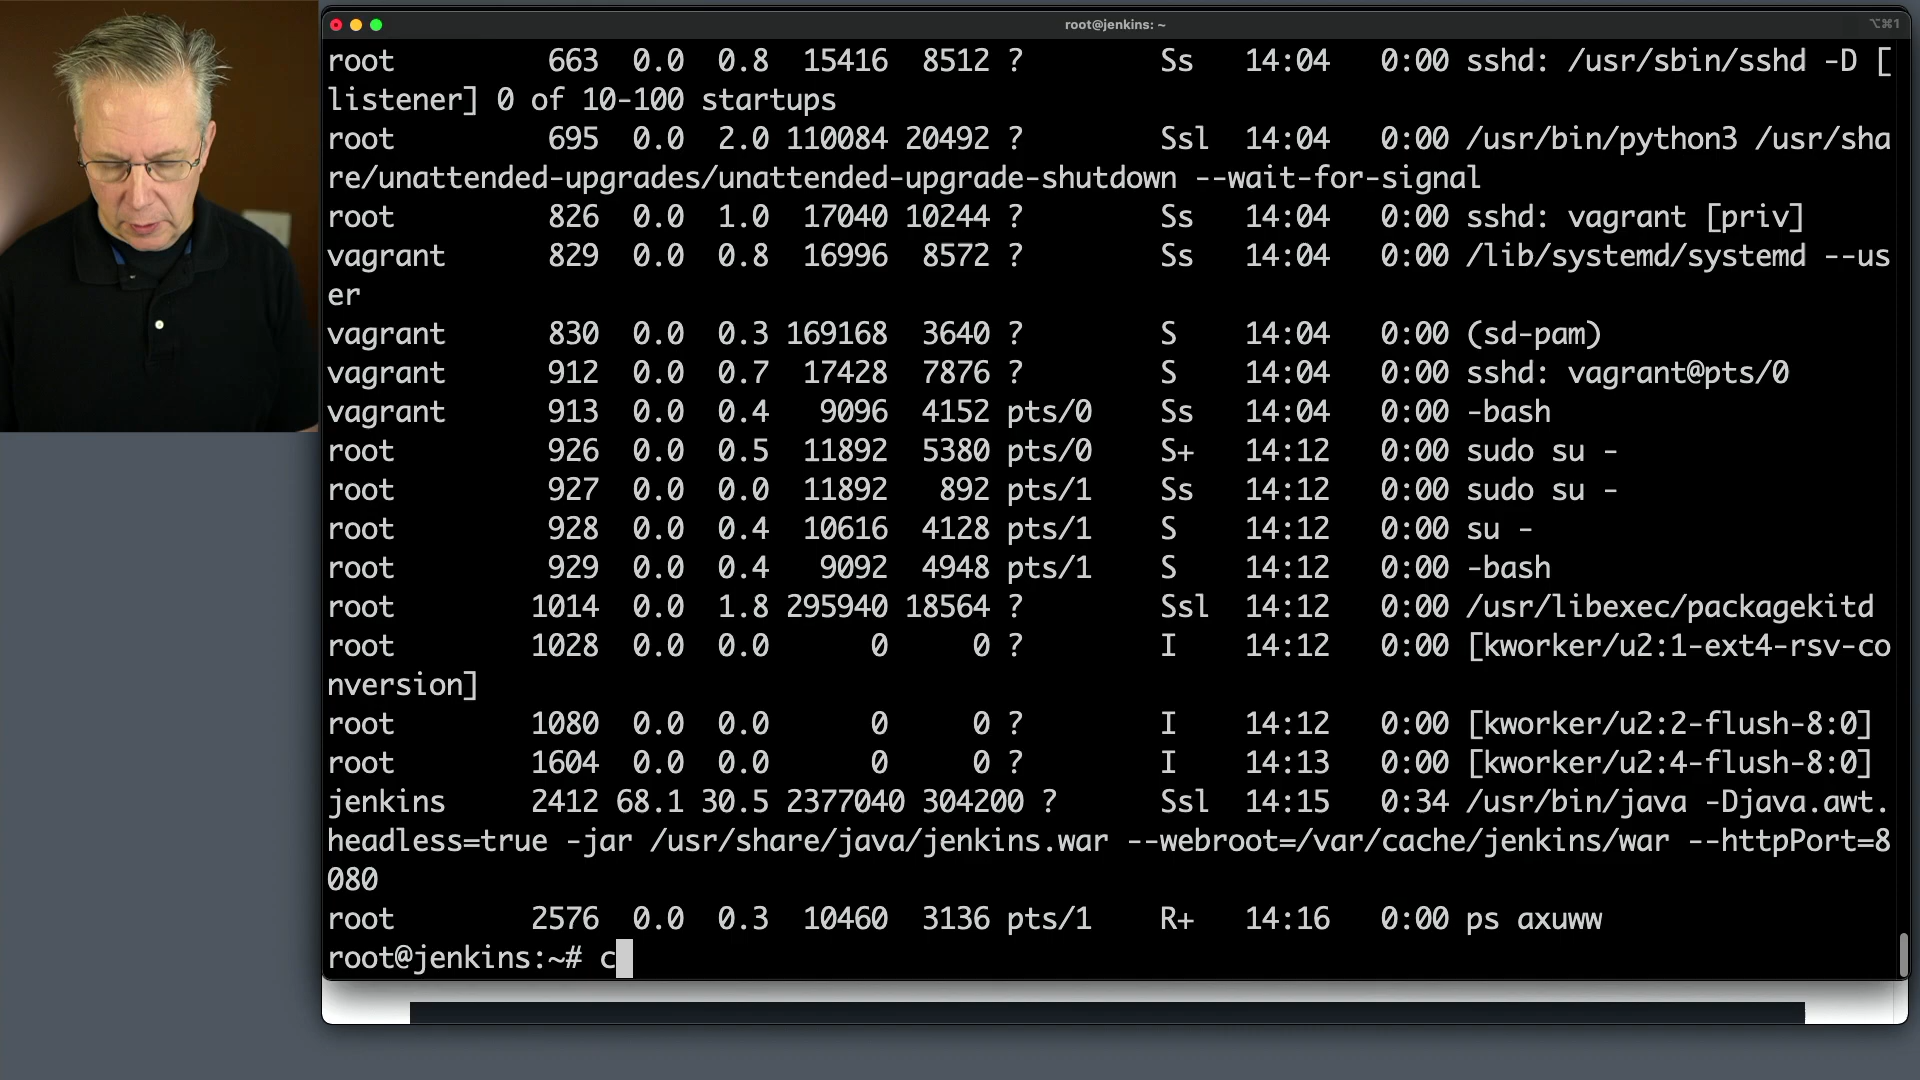 root@jenkins: ~
⌥⌘1
root 663 0.0 0.8 15416 8512 ? Ss 14:04 0:00 sshd: /usr/sbin/sshd -D [
listener] 0 of 10-100 startups
root 695 0.0 2.0 110084 20492 ? Ssl 14:04 0:00 /usr/bin/python3 /usr/sha
re/unattended-upgrades/unattended-upgrade-shutdown --wait-for-signal
root 826 0.0 1.0 17040 10244 ? Ss 14:04 0:00 sshd: vagrant [priv]
vagrant 829 0.0 0.8 16996 8572 ? Ss 14:04 0:00 /lib/systemd/systemd --us
er
vagrant 830 0.0 0.3 169168 3640 ? S 14:04 0:00 (sd-pam)
vagrant 912 0.0 0.7 17428 7876 ? S 14:04 0:00 sshd: vagrant@pts/0
vagrant 913 0.0 0.4 9096 4152 pts/0 Ss 14:04 0:00 -bash
root 926 0.0 0.5 11892 5380 pts/0 S+ 14:12 0:00 sudo su -
root 927 0.0 0.0 11892 892 pts/1 Ss 14:12 0:00 sudo su -
root 928 0.0 0.4 10616 4128 pts/1 S 14:12 0:00 su -
root 929 0.0 0.4 9092 4948 pts/1 S 14:12 0:00 -bash
root 1014 0.0 1.8 295940 18564 ? Ssl 14:12 0:00 /usr/libexec/packagekitd
root 1028 0.0 0.0 0 0 ? I 14:12 0:00 [kworker/u2:1-ext4-rsv-co
nversion]
root 1080 0.0 0.0 0 0 ? I 14:12 0:00 [kworker/u2:2-flush-8:0]
root 1604 0.0 0.0 0 0 ? I 14:13 0:00 [kworker/u2:4-flush-8:0]
jenkins 2412 68.1 30.5 2377040 304200 ? Ssl 14:15 0:34 /usr/bin/java -Djava.awt.
headless=true -jar /usr/share/java/jenkins.war --webroot=/var/cache/jenkins/war --httpPort=8
080
root 2576 0.0 0.3 10460 3136 pts/1 R+ 14:16 0:00 ps axuww
root@jenkins:~# c